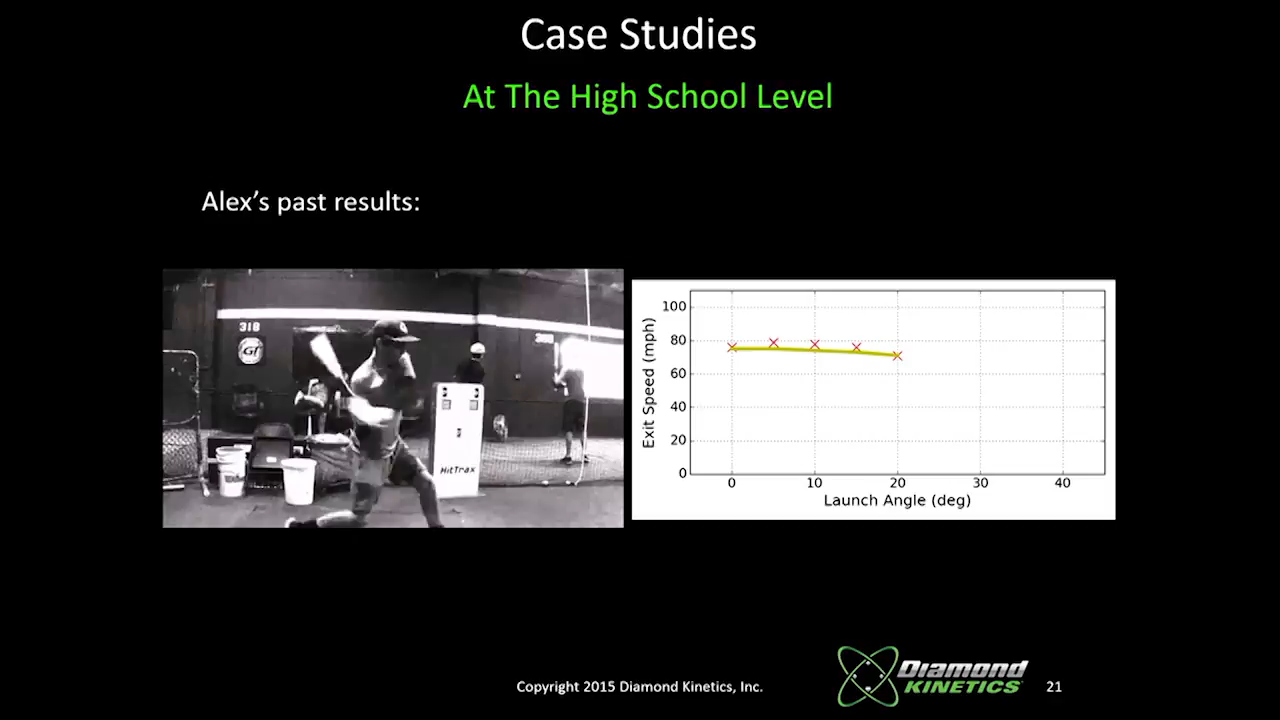 Case Studies
At The High School Level
Alex’s past results:
318
GI
HitTrax
100
80
60
40
20
0
Exit Speed (mph)
0 10 20 30 40
Launch Angle (deg)
Copyright 2015 Diamond Kinetics, Inc.
Diamond
KINETICS
21